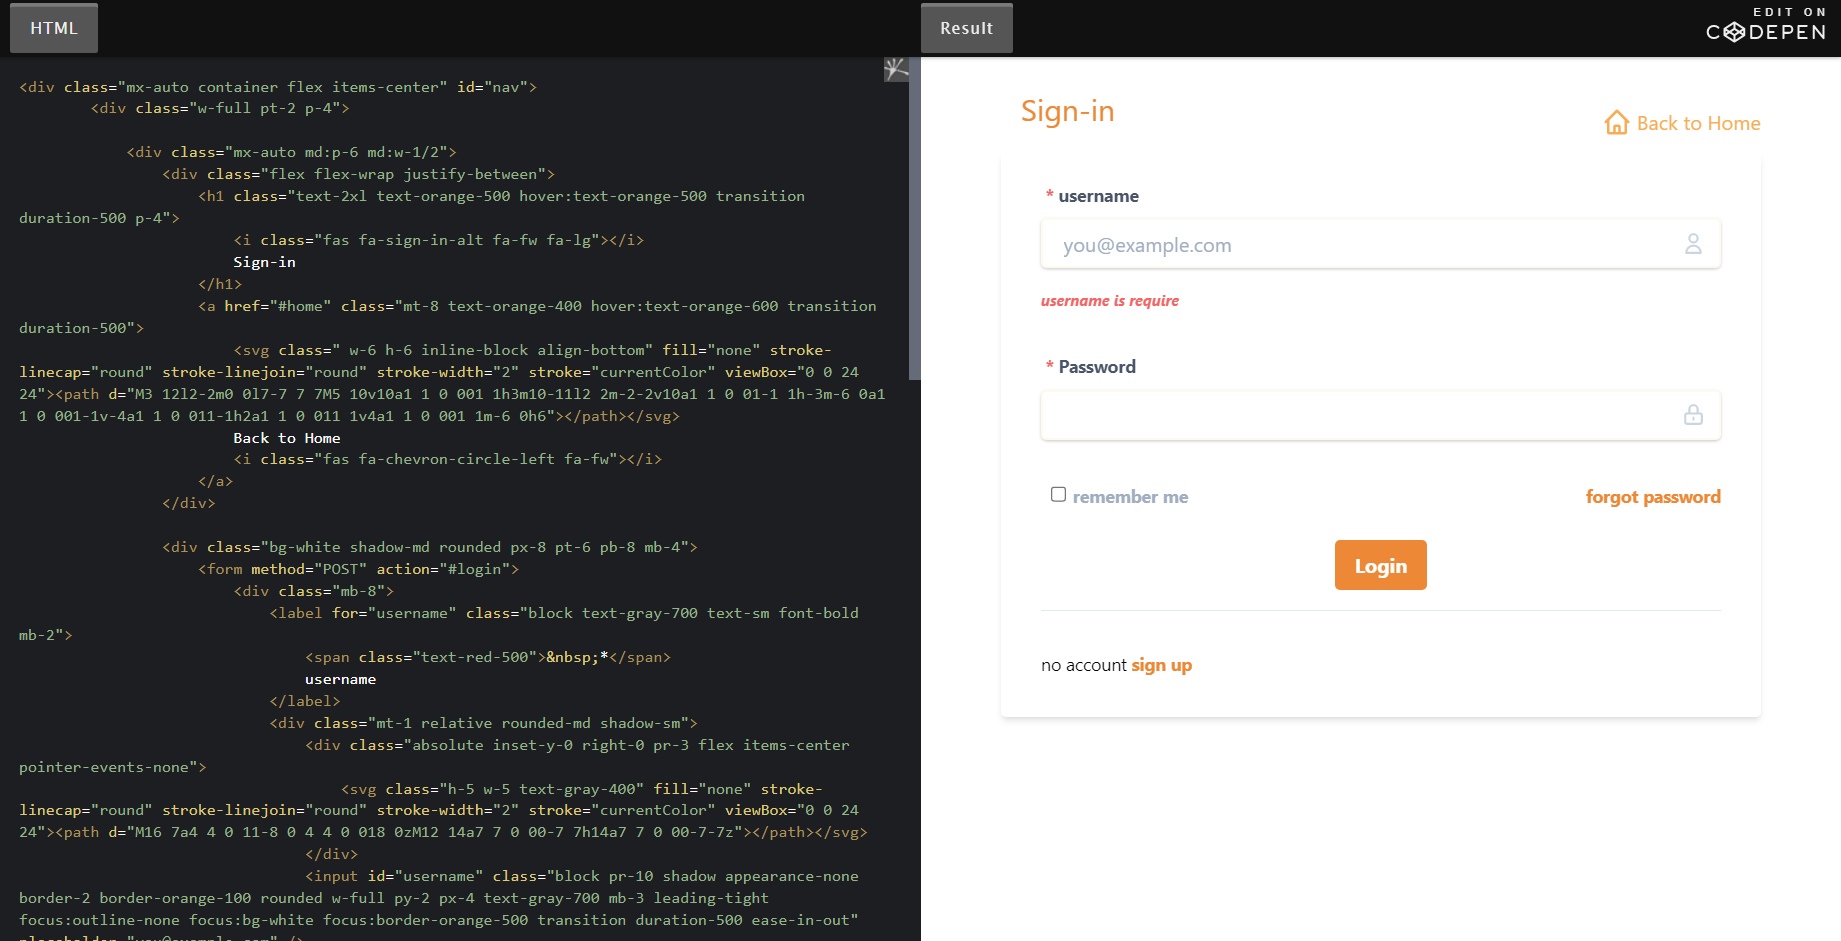 HTML
Result
EDIT ON
CODEPEN
<div class="mx-auto container flex items-center" id="nav">
<div class="w-full pt-2 p-4">
<div class="mx-auto md:p-6 md:w-1/2">
<div class="flex flex-wrap justify-between">
<h1 class="text-2xl text-orange-500 hover:text-orange-500 transition
duration-500 p-4">
<i class="fas fa-sign-in-alt fa-fw fa-lg"></i>
Sign-in
</h1>
<a href="#home" class="mt-8 text-orange-400 hover:text-orange-600 transition
duration-500">
<svg class=" w-6 h-6 inline-block align-bottom" fill="none" stroke-
linecap="round" stroke-linejoin="round" stroke-width="2" stroke="currentColor" viewBox="0 0 24
24"><path d="M3 12l2-2m0 0l7-7 7 7M5 10v10a1 1 0 001 1h3m10-11l2 2m-2-2v10a1 1 0 01-1 1h-3m-6 0a1
1 0 001-1v-4a1 1 0 011-1h2a1 1 0 011 1v4a1 1 0 001 1m-6 0h6"></path></svg>
Back to Home
<i class="fas fa-chevron-circle-left fa-fw"></i>
</a>
</div>
<div class="bg-white shadow-md rounded px-8 pt-6 pb-8 mb-4">
<form method="POST" action="#login">
<div class="mb-8">
<label for="username" class="block text-gray-700 text-sm font-bold
mb-2">
<span class="text-red-500">&nbsp;*</span>
username
</label>
<div class="mt-1 relative rounded-md shadow-sm">
<div class="absolute inset-y-0 right-0 pr-3 flex items-center
pointer-events-none">
<svg class="h-5 w-5 text-gray-400" fill="none" stroke-
linecap="round" stroke-linejoin="round" stroke-width="2" stroke="currentColor" viewBox="0 0 24
24"><path d="M16 7a4 4 0 11-8 0 4 4 0 018 0zM12 14a7 7 0 00-7 7h14a7 7 0 00-7-7z"></path></svg>
</div>
<input id="username" class="block pr-10 shadow appearance-none
border-2 border-orange-100 rounded w-full py-2 px-4 text-gray-700 mb-3 leading-tight
focus:outline-none focus:bg-white focus:border-orange-500 transition duration-500 ease-in-out"
placeholder="you@example.com" />
Sign-in
Back to Home
* username
you@example.com
username is require
* Password
remember me
forgot password
Login
no account sign up